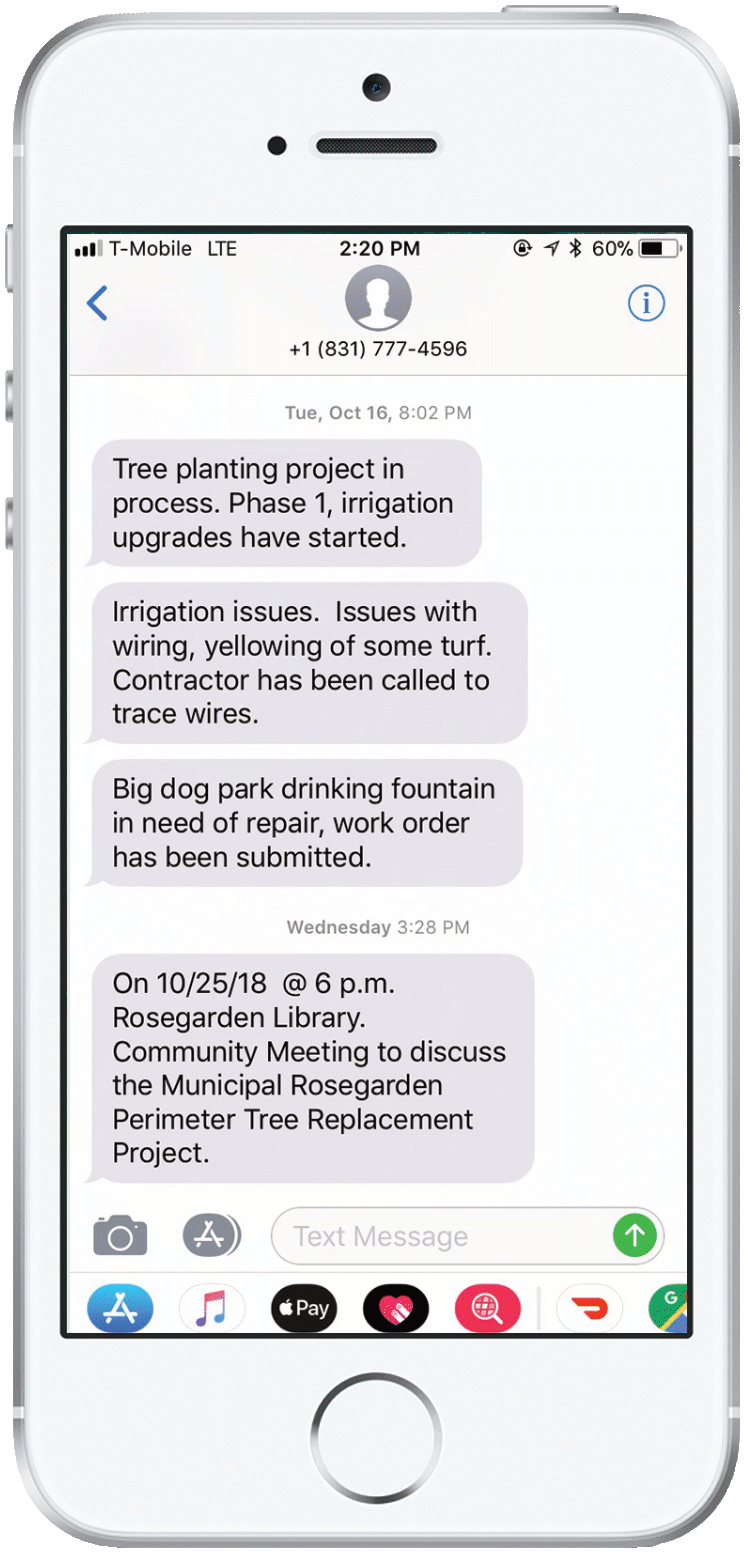 T-Mobile LTE 2:20 PM 60%
+1 (831) 777-4596
Tue, Oct 16, 8:02 PM
Tree planting project in
process. Phase 1, irrigation
upgrades have started.
Irrigation issues.  Issues with
wiring, yellowing of some turf.
Contractor has been called to
trace wires.
Big dog park drinking fountain
in need of repair, work order
has been submitted.
Wednesday 3:28 PM
On 10/25/18  @ 6 p.m.
Rosegarden Library.
Community Meeting to discuss
the Municipal Rosegarden
Perimeter Tree Replacement
Project.
Text Message
Pay
G